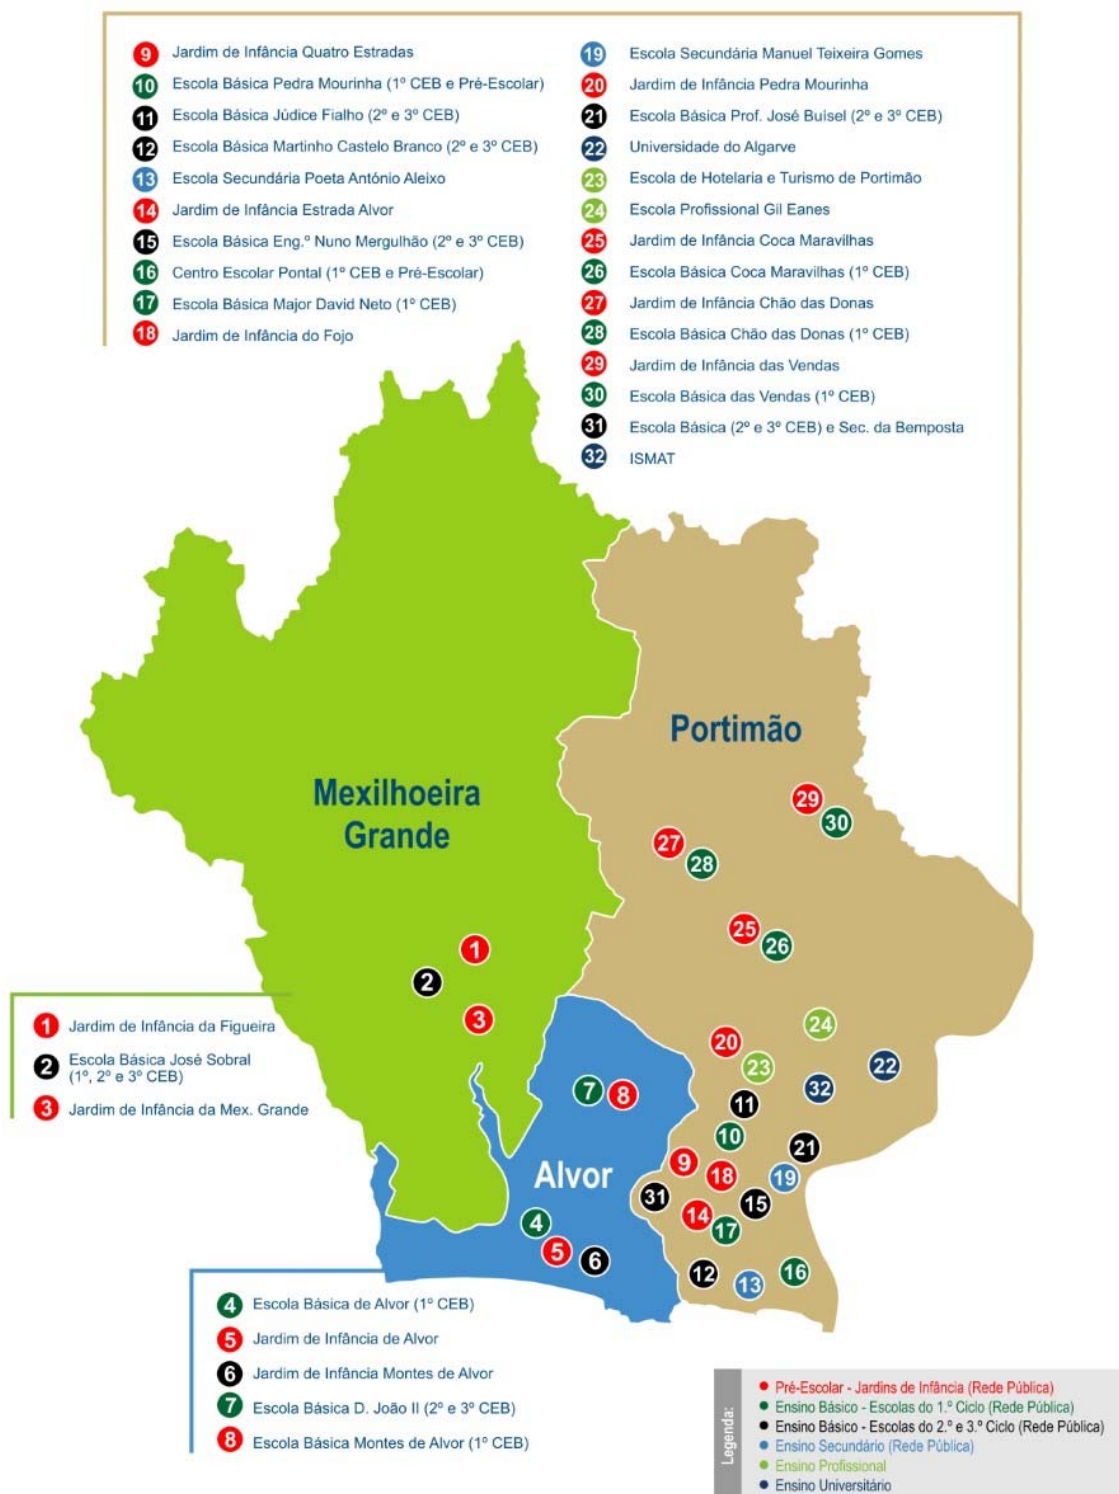 9 Jardim de Infância Quatro Estradas
10 Escola Básica Pedra Mourinha (1º CEB e Pré-Escolar)
11 Escola Básica Júdice Fialho (2º e 3º CEB)
12 Escola Básica Martinho Castelo Branco (2º e 3º CEB)
13 Escola Secundária Poeta António Aleixo
14 Jardim de Infância Estrada Alvor
15 Escola Básica Eng.º Nuno Mergulhão (2º e 3º CEB)
16 Centro Escolar Pontal (1º CEB e Pré-Escolar)
17 Escola Básica Major David Neto (1º CEB)
18 Jardim de Infância do Fojo
19 Escola Secundária Manuel Teixeira Gomes
20 Jardim de Infância Pedra Mourinha
21 Escola Básica Prof. José Buísel (2º e 3º CEB)
22 Universidade do Algarve
23 Escola de Hotelaria e Turismo de Portimão
24 Escola Profissional Gil Eanes
25 Jardim de Infância Coca Maravilhas
26 Escola Básica Coca Maravilhas (1º CEB)
27 Jardim de Infância Chão das Donas
28 Escola Básica Chão das Donas (1º CEB)
29 Jardim de Infância das Vendas
30 Escola Básica das Vendas (1º CEB)
31 Escola Básica (2º e 3º CEB) e Sec. da Bemposta
32 ISMAT
Portimão
Mexilhoeira
Grande
29
30
27
28
25
26
1
2
3
24
20
23
22
32
7
8
11
10
21
9
18
19
Alvor
31
15
14
17
4
5
6
12
13
16
1 Jardim de Infância da Figueira
2 Escola Básica José Sobral
(1º, 2º e 3º CEB)
3 Jardim de Infância da Mex. Grande
4 Escola Básica de Alvor (1º CEB)
5 Jardim de Infância de Alvor
6 Jardim de Infância Montes de Alvor
7 Escola Básica D. João II (2º e 3º CEB)
8 Escola Básica Montes de Alvor (1º CEB)
Legenda:
Pré-Escolar - Jardins de Infância (Rede Pública)
Ensino Básico - Escolas do 1.º Ciclo (Rede Pública)
Ensino Básico - Escolas do 2.º e 3.º Ciclo (Rede Pública)
Ensino Secundário (Rede Pública)
Ensino Profissional
Ensino Universitário